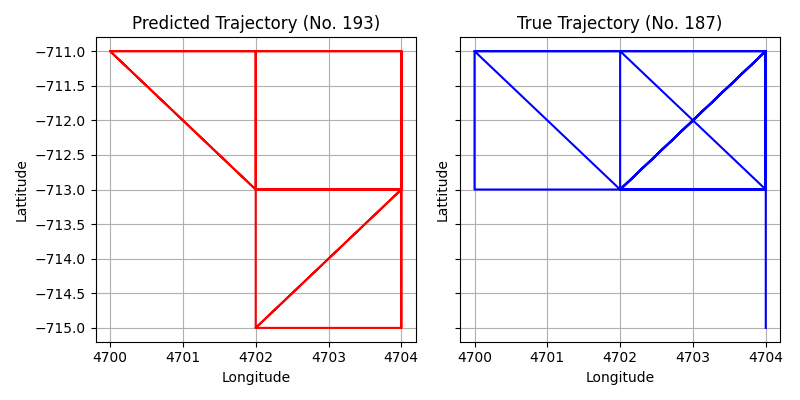 Predicted Trajectory (No. 193)
True Trajectory (No. 187)
−711.0
−711.5
−712.0
−712.5
−713.0
−713.5
−714.0
−714.5
−715.0
Lattitude
Lattitude
4700 4701 4702 4703 4704
4700 4701 4702 4703 4704
Longitude
Longitude